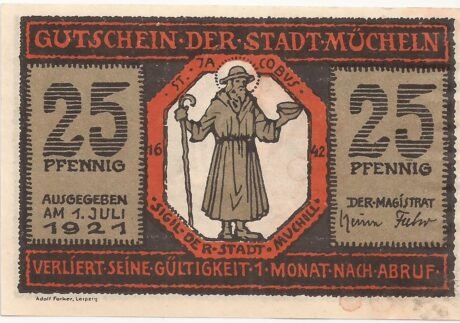 GUTSCHEIN·DER·STADT·MÜCHELN
25
PFENNIG
AUSGEGEBEN
AM 1. JULI
1921
ST·JACOBUS·
16 42
·SIGIL·DER·STADT·MUCHILL·
25
PFENNIG
DER·MAGISTRAT
VERLIERT·SEINE·GÜLTIGKEIT·1·MONAT·NACH·ABRUF·
Adolf Forker, Leipzig